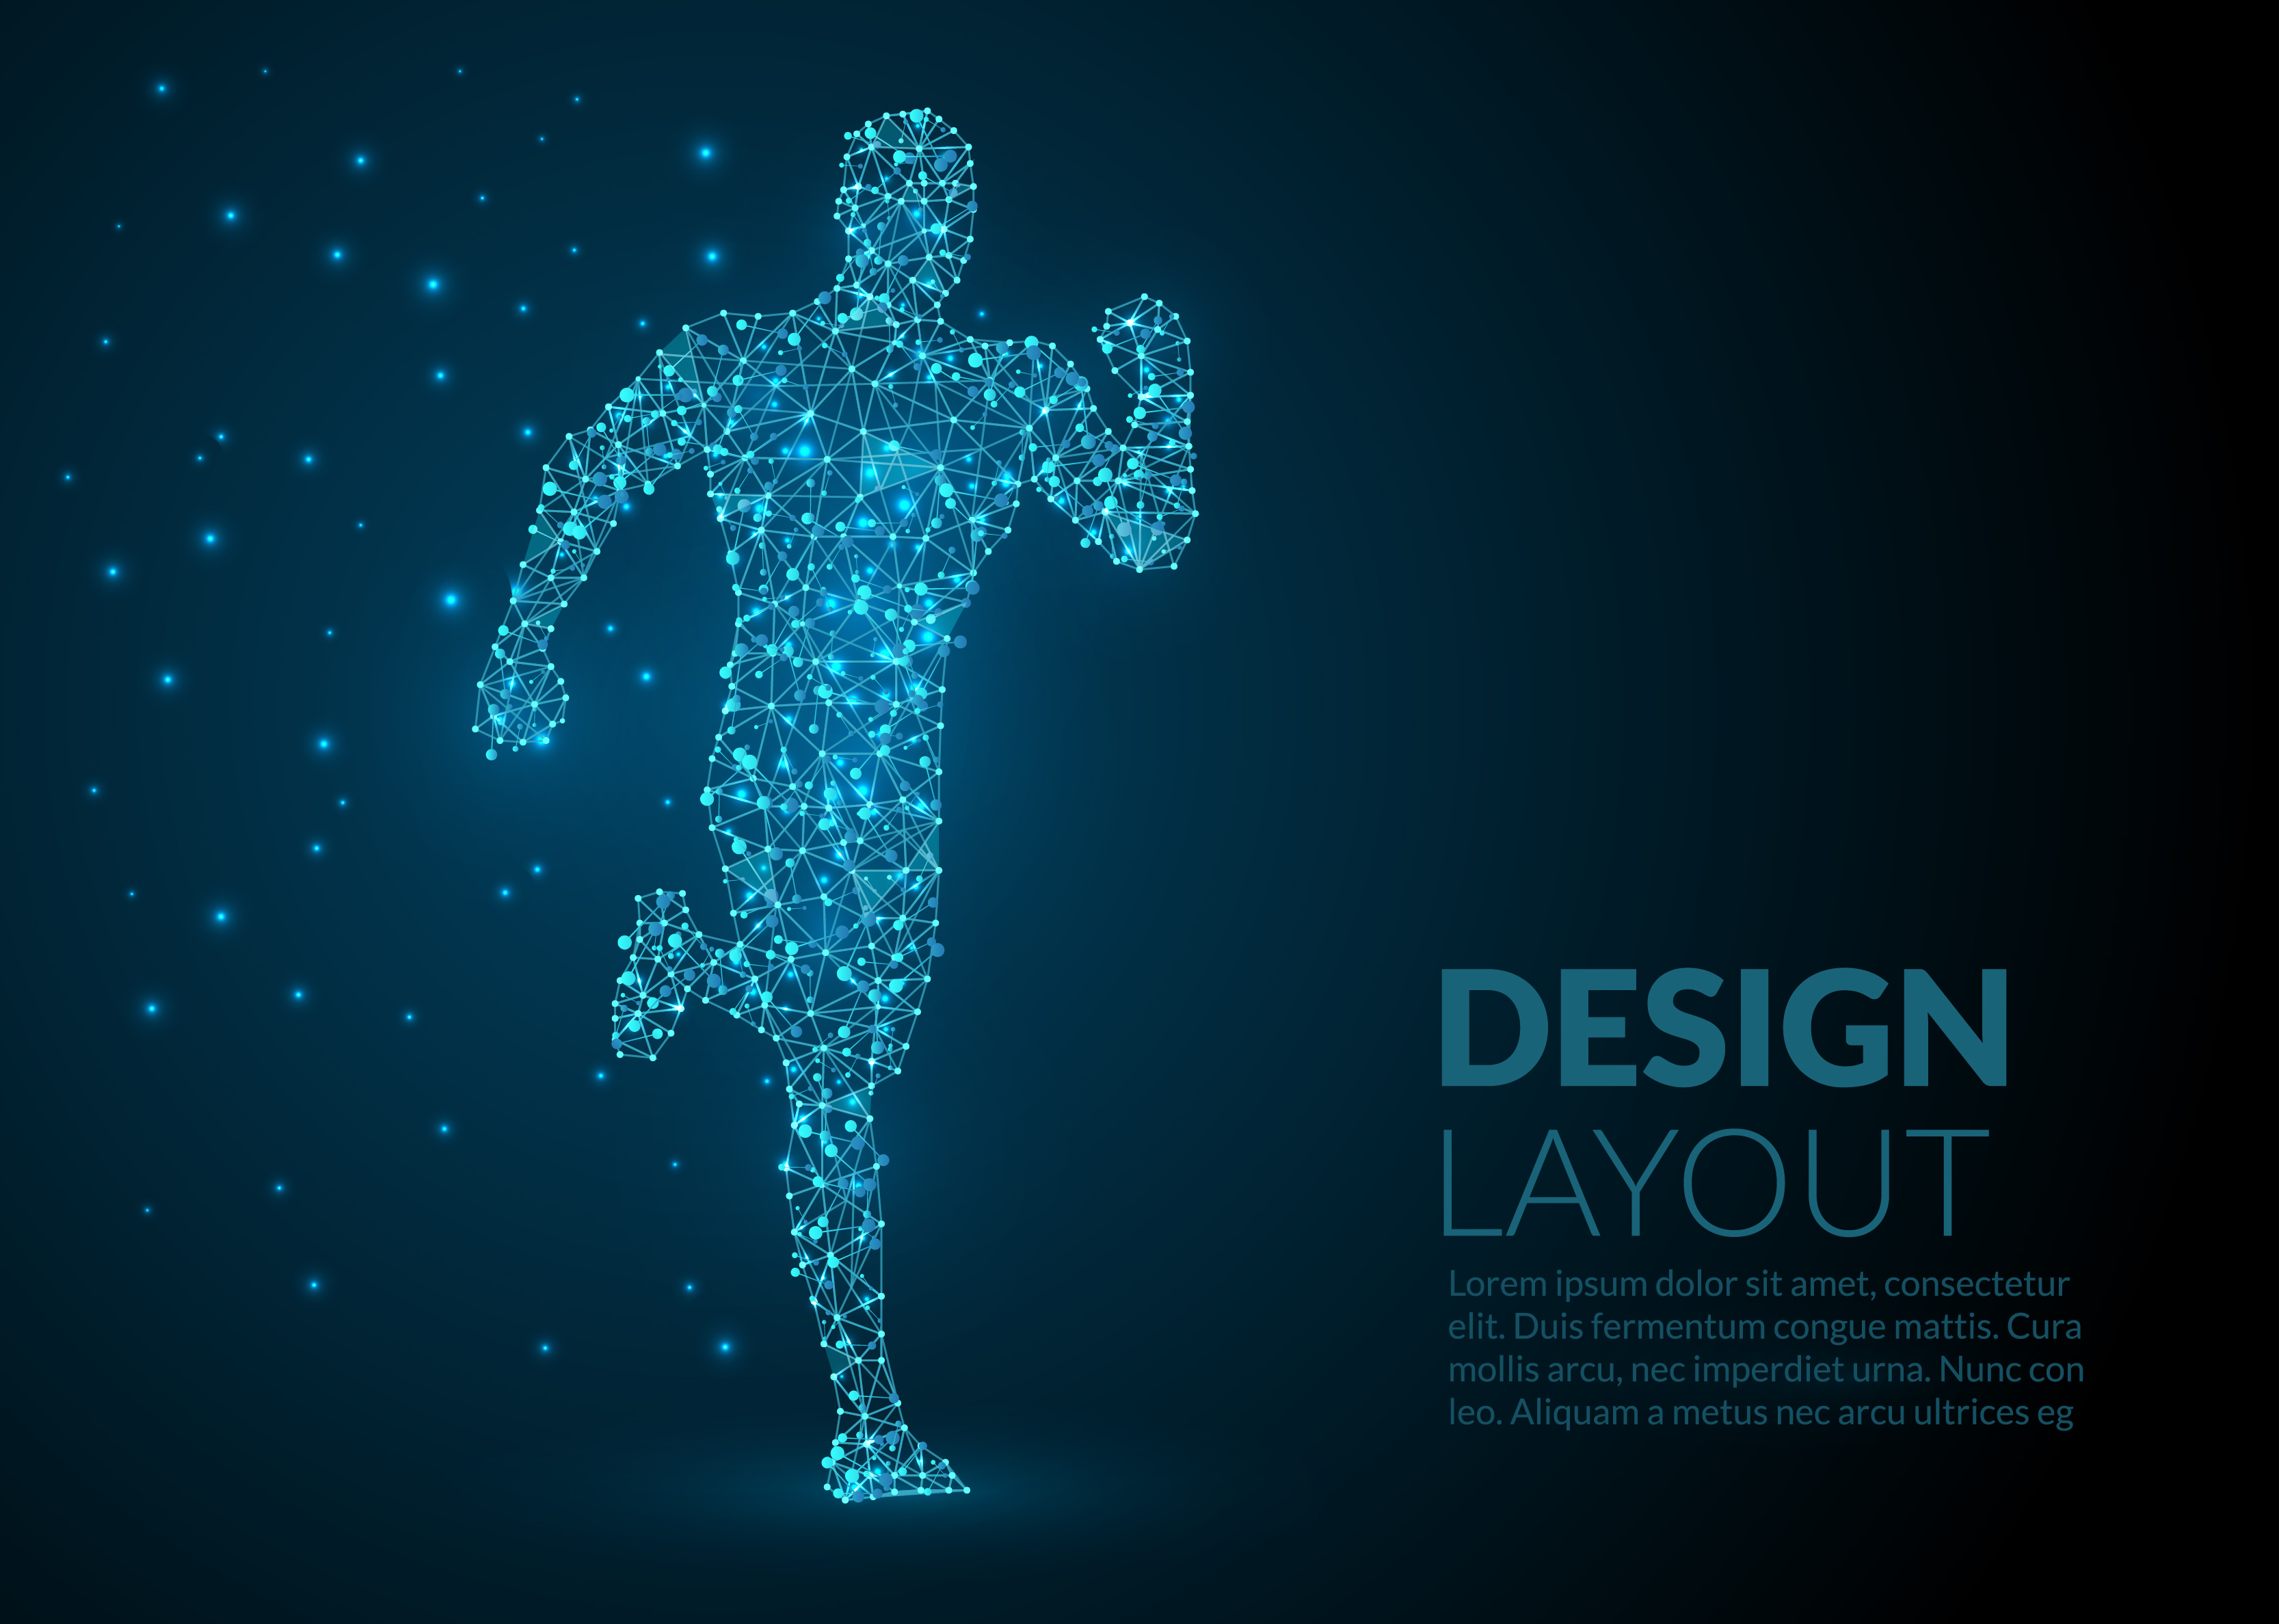 DESIGN
LAYOUT
Lorem ipsum dolor sit amet, consectetur
elit. Duis fermentum congue mattis. Cura
mollis arcu, nec imperdiet urna. Nunc con
leo. Aliquam a metus nec arcu ultrices eg